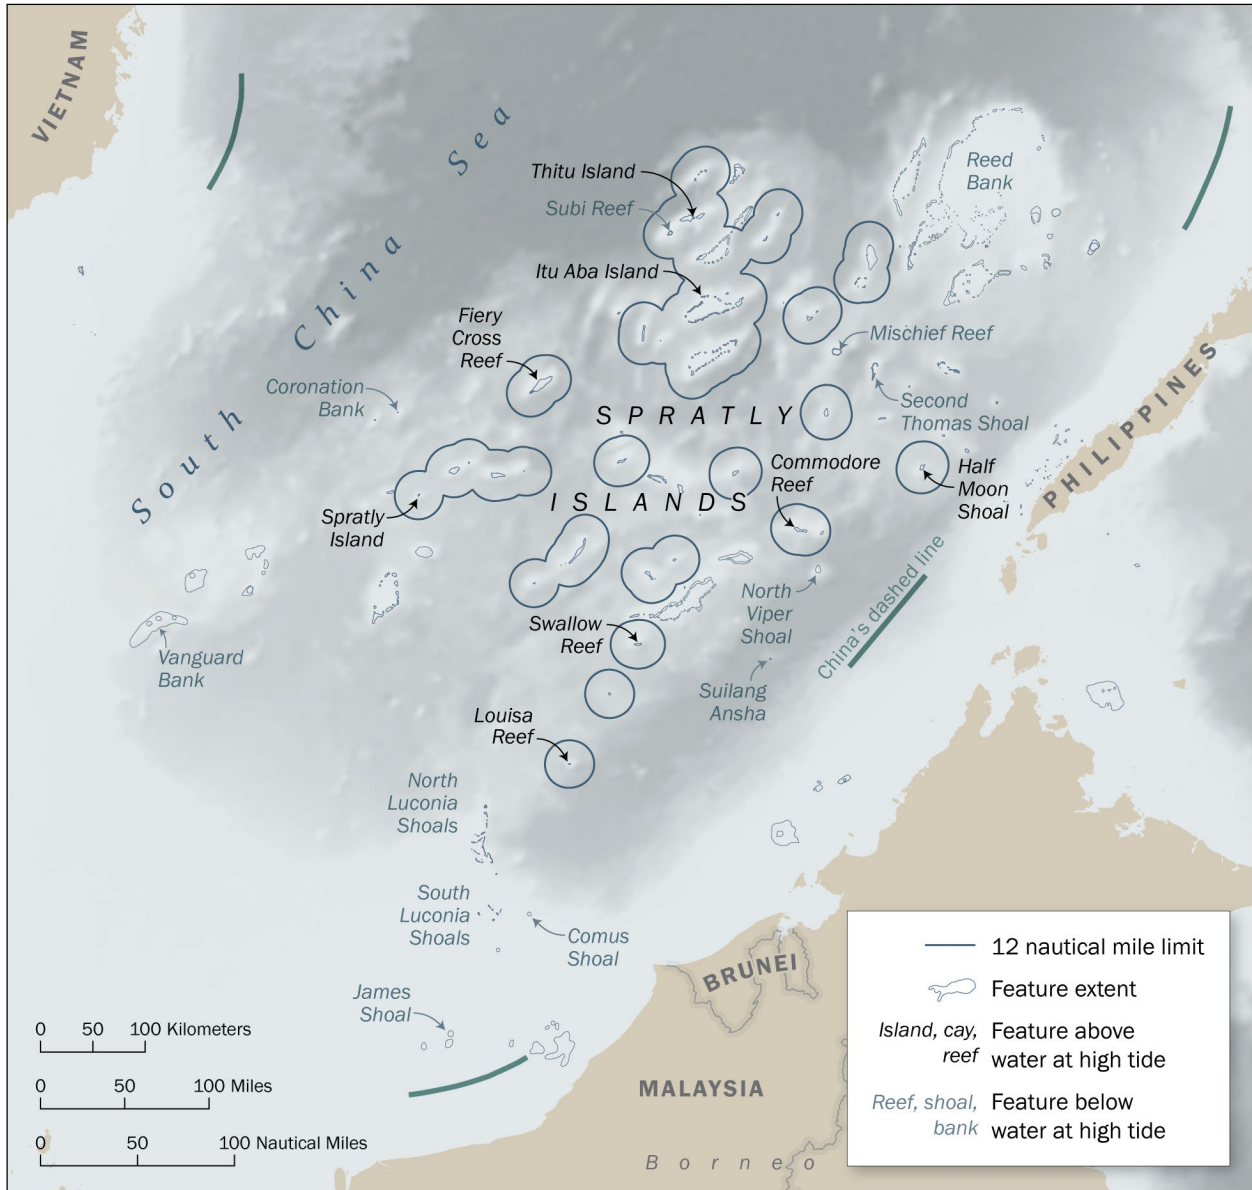 VIETNAM
South China Sea
Reed
Bank
Thitu Island
Subi Reef
Itu Aba Island
Fiery
Cross
Reef
Mischief Reef
Coronation
Bank
Second
Thomas Shoal
SPRATLY
ISLANDS
PHILIPPINES
Commodore
Reef
Half
Moon
Shoal
Spratly
Island
China's dashed line
North
Viper
Shoal
Swallow
Reef
Vanguard
Bank
Suilang
Ansha
Louisa
Reef
North
Luconia
Shoals
South
Luconia
Shoals
Comus
Shoal
James
Shoal
BRUNEI
MALAYSIA
Borneo
0 50 100 Kilometers
0 50 100 Miles
0 50 100 Nautical Miles
12 nautical mile limit
Feature extent
Island, cay,
reef
Feature above
water at high tide
Reef, shoal,
bank
Feature below
water at high tide